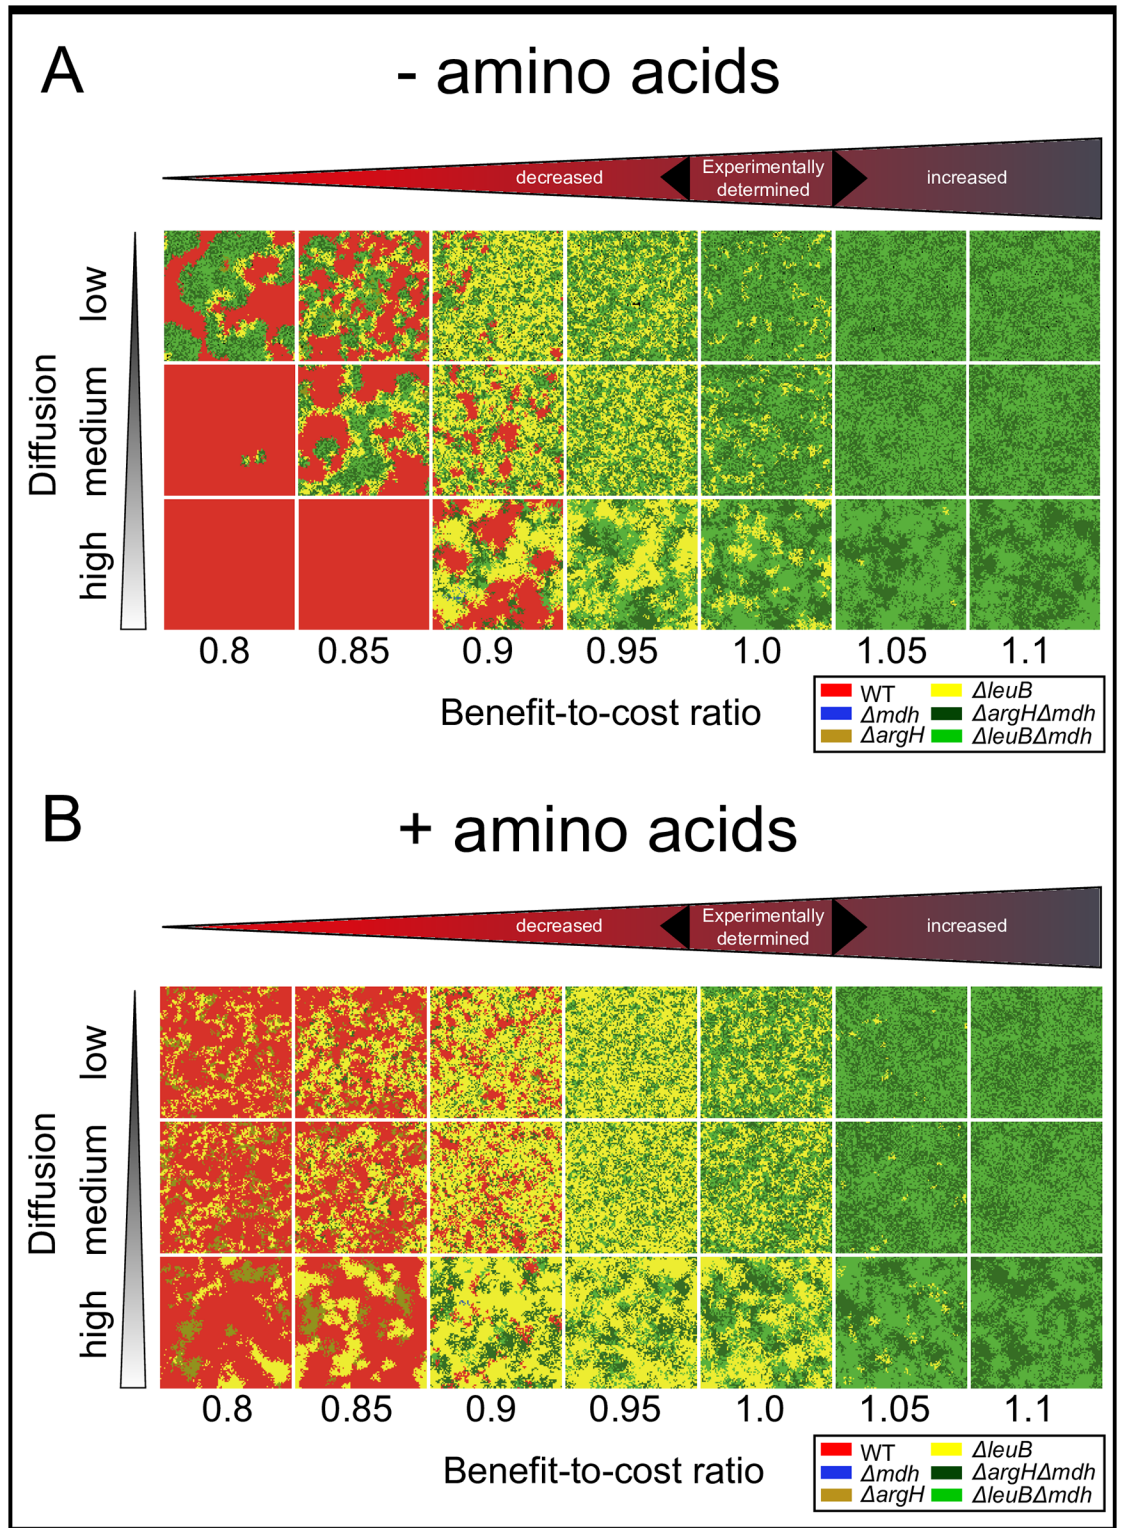 A
- amino acids
decreased
Experimentally
determined
increased
Diffusion
low
medium
high
0.8 0.85 0.9 0.95 1.0 1.05 1.1
Benefit-to-cost ratio
WT ΔleuB
Δmdh ΔargHΔmdh
ΔargH ΔleuBΔmdh
B
+ amino acids
decreased
Experimentally
determined
increased
Diffusion
low
medium
high
0.8 0.85 0.9 0.95 1.0 1.05 1.1
Benefit-to-cost ratio
WT ΔleuB
Δmdh ΔargHΔmdh
ΔargH ΔleuBΔmdh